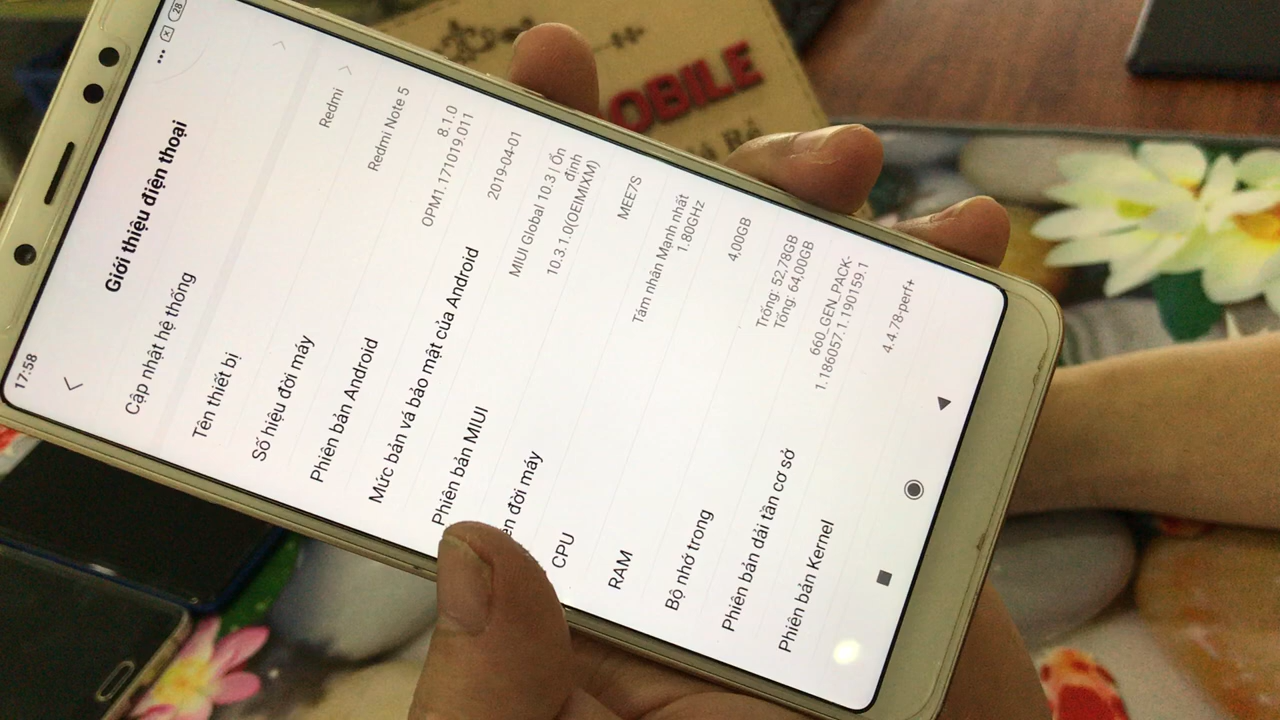 17:58
28
Giới thiệu điện thoại
Cập nhật hệ thống
Tên thiết bị
Redmi
Số hiệu đời máy
Redmi Note 5
Phiên bản Android
8.1.0
OPM1.171019.011
Mức bản vá bảo mật của Android
2019-04-01
Phiên bản MIUI
MIUI Global 10.3 | Ổn
định
10.3.1.0(OEIMIXM)
ên đời máy
MEE7S
CPU
Tám nhân Mạnh nhất
1.80GHz
RAM
4,00GB
Bộ nhớ trong
Trống: 52,78GB
Tổng: 64,00GB
Phiên bản dải tần cơ sở
660_GEN_PACK-
1.186057.1.190159.1
Phiên bản Kernel
4.4.78-perf+
OBILE
Rẻ